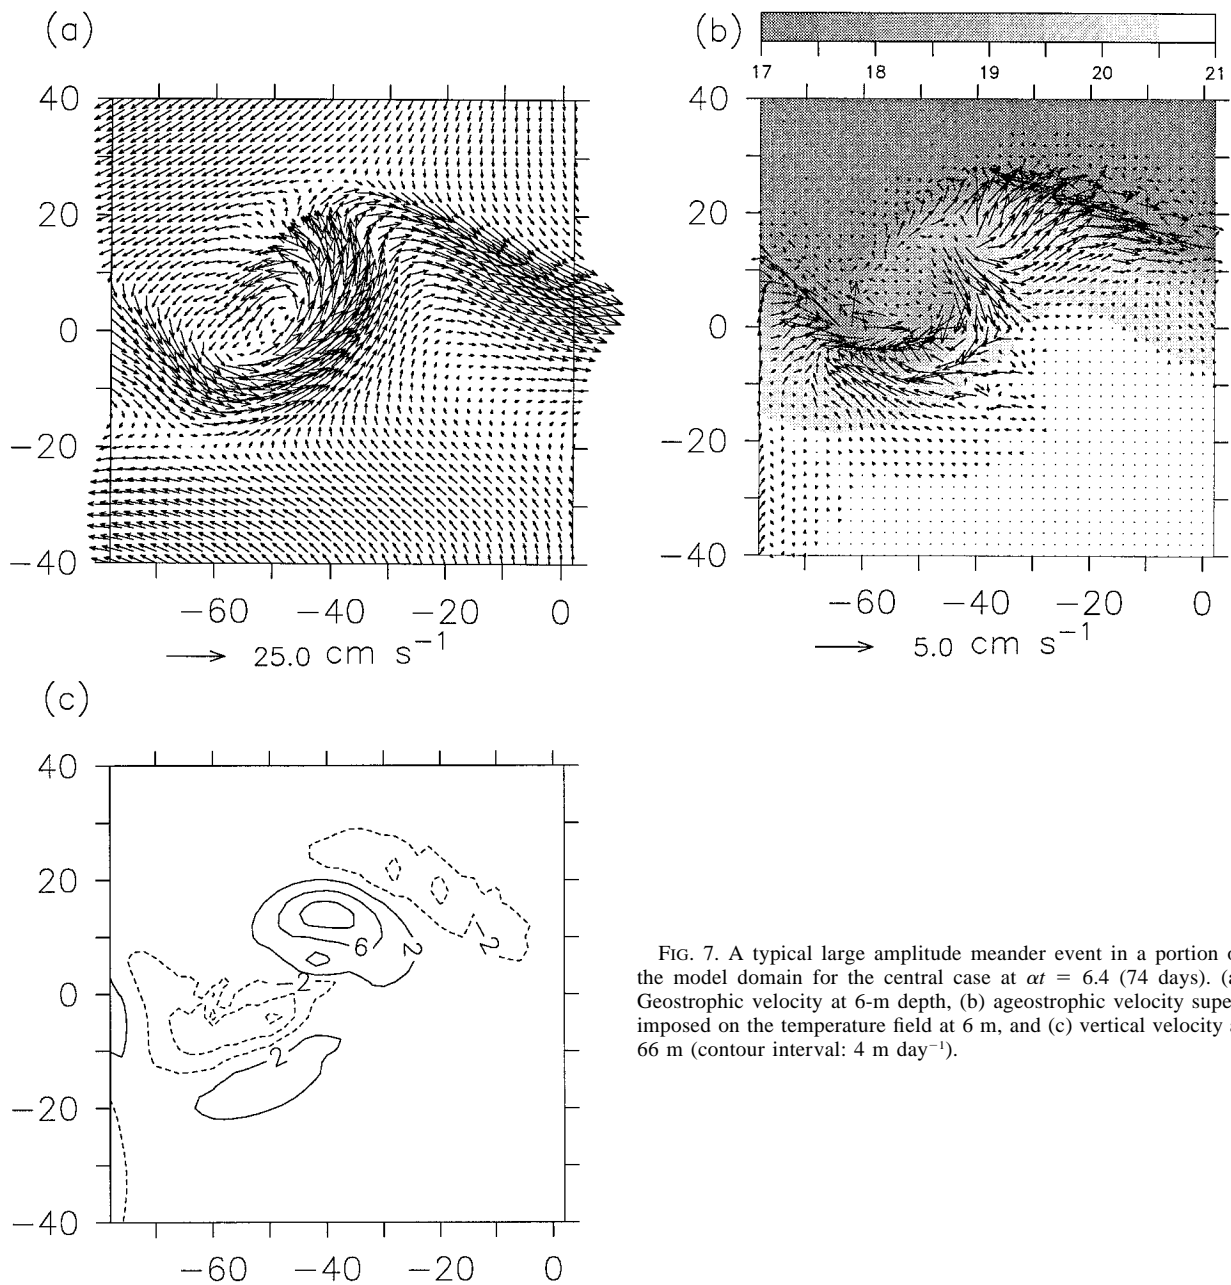 (a)
40
20
0
−20
−40
−60 −40 −20 0
25.0 cm s−1
(b)
17 18 19 20 21
40
20
0
−20
−40
−60 −40 −20 0
5.0 cm s−1
(c)
40
20
0
−20
−40
−60 −40 −20 0
2
6
−2
−2
2
FIG. 7. A typical large amplitude meander event in a portion
the model domain for the central case at αt = 6.4 (74 days).
Geostrophic velocity at 6-m depth, (b) ageostrophic velocity
imposed on the temperature field at 6 m, and (c) vertical velocity
66 m (contour interval: 4 m day−1).